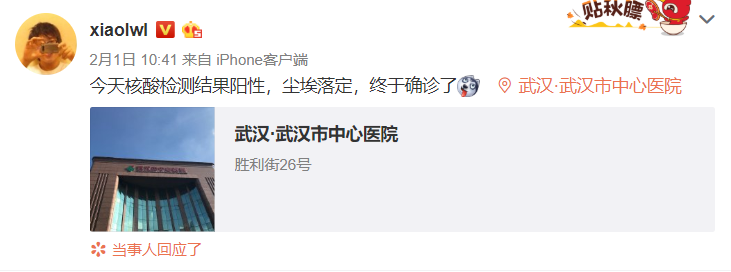 贴秋膘
xiaolwl
2月1日 10:41 来自 iPhone客户端
今天核酸检测结果阳性，尘埃落定，终于确诊了 武汉·武汉市中心医院
武汉·武汉市中心医院
胜利街26号
当事人回应了